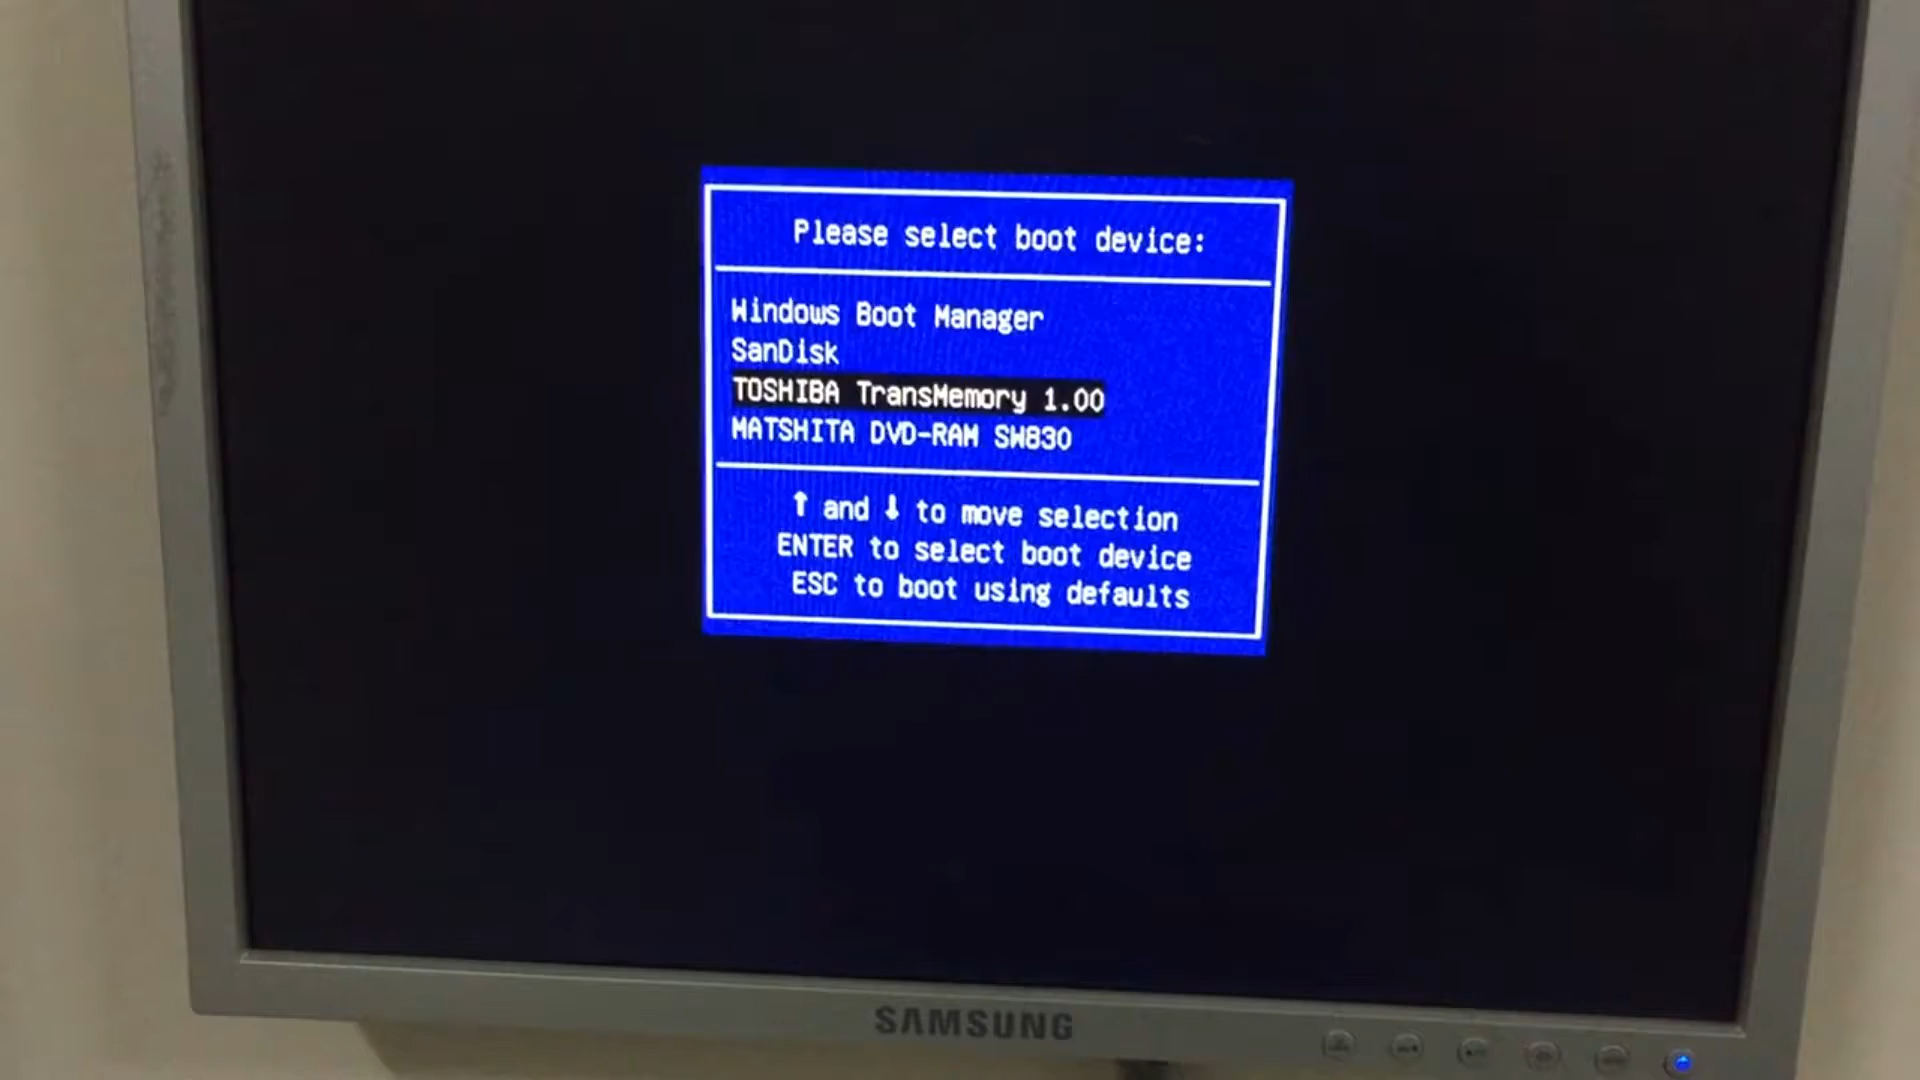 Please select boot device:
Windows Boot Manager
SanDisk
TOSHIBA TransMemory 1.00
MATSHITA DVD-RAM SW830
↑ and ↓ to move selection
ENTER to select boot device
ESC to boot using defaults
SAMSUNG